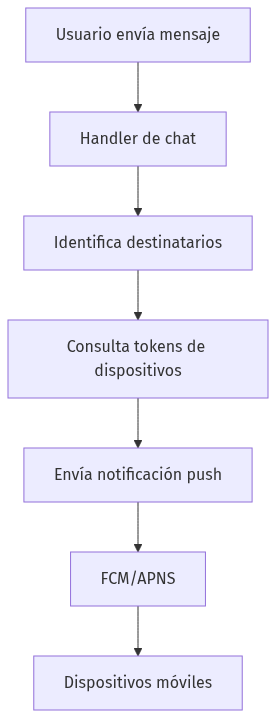 Usuario envía mensaje
Handler de chat
Identifica destinatarios
Consulta tokens de
dispositivos
Envía notificación push
FCM/APNS
Dispositivos móviles